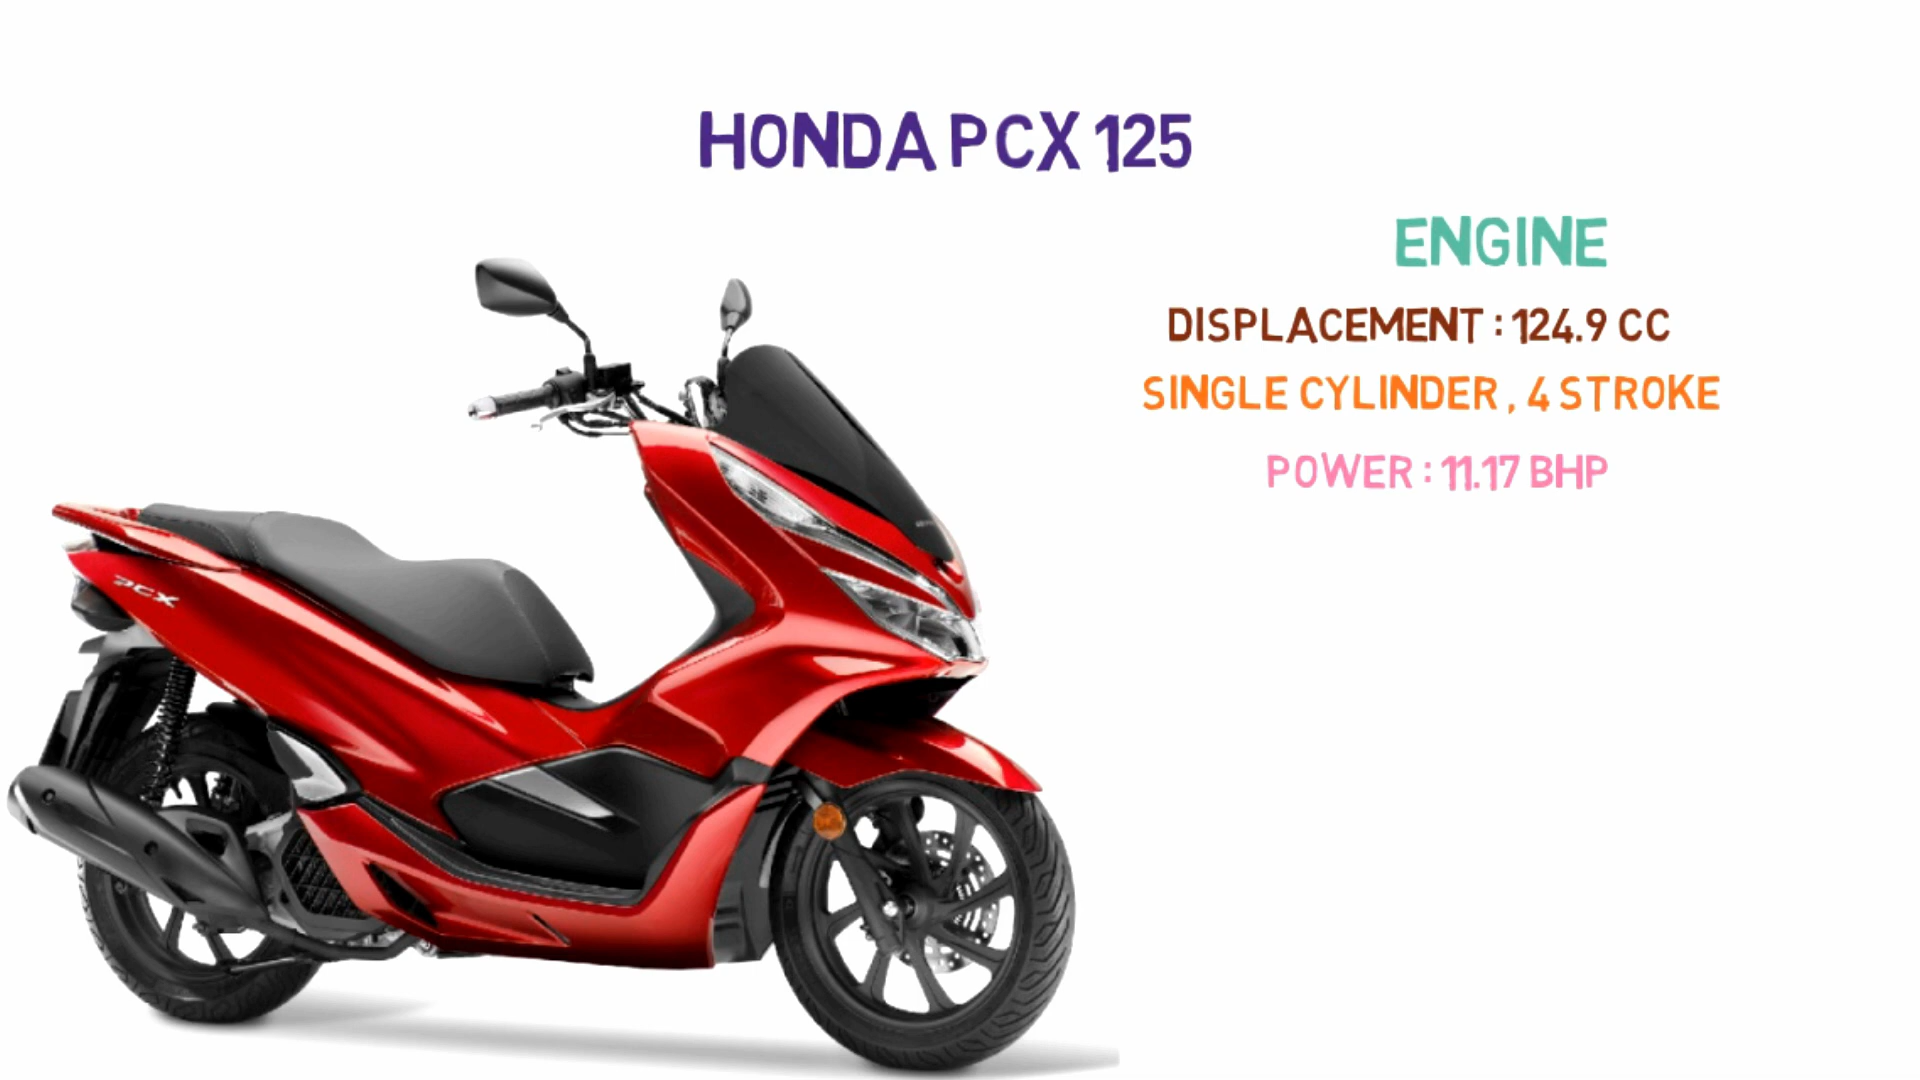 HONDA PCX 125
ENGINE
DISPLACEMENT : 124.9 CC
SINGLE CYLINDER, 4 STROKE
POWER : 11.17 BHP
PCX